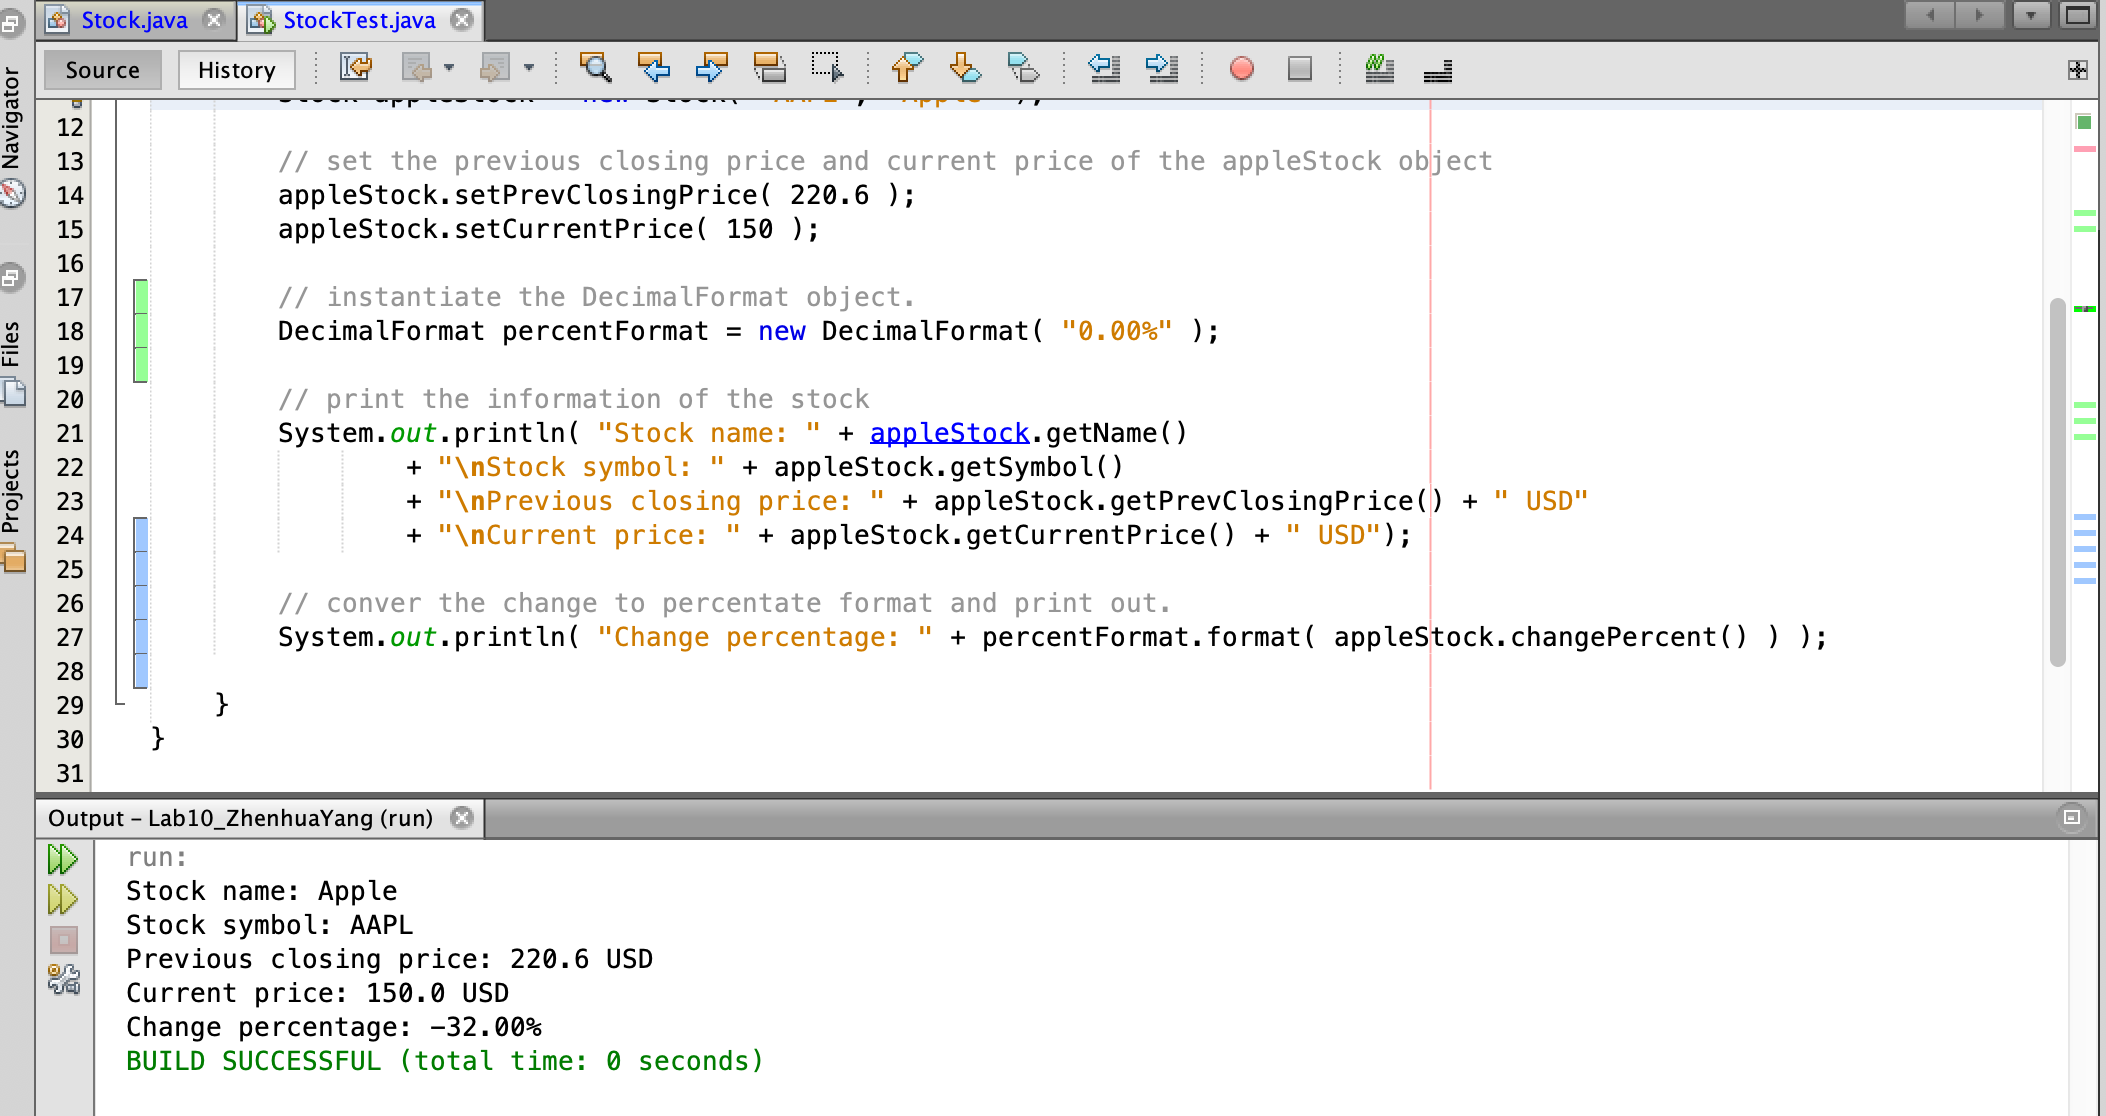 Stock.java StockTest.java
Source History
Navigator
Files
Projects
12
13 // set the previous closing price and current price of the appleStock object
14 appleStock.setPrevClosingPrice( 220.6 );
15 appleStock.setCurrentPrice( 150 );
16
17 // instantiate the DecimalFormat object.
18 DecimalFormat percentFormat = new DecimalFormat( "0.00%" );
19
20 // print the information of the stock
21 System.out.println( "Stock name: " + appleStock.getName()
22 + "\nStock symbol: " + appleStock.getSymbol()
23 + "\nPrevious closing price: " + appleStock.getPrevClosingPrice() + " USD"
24 + "\nCurrent price: " + appleStock.getCurrentPrice() + " USD");
25
26 // conver the change to percentate format and print out.
27 System.out.println( "Change percentage: " + percentFormat.format( appleStock.changePercent() ) );
28
29 }
30 }
31
Output – Lab10_ZhenhuaYang (run)
run:
Stock name: Apple
Stock symbol: AAPL
Previous closing price: 220.6 USD
Current price: 150.0 USD
Change percentage: -32.00%
BUILD SUCCESSFUL (total time: 0 seconds)